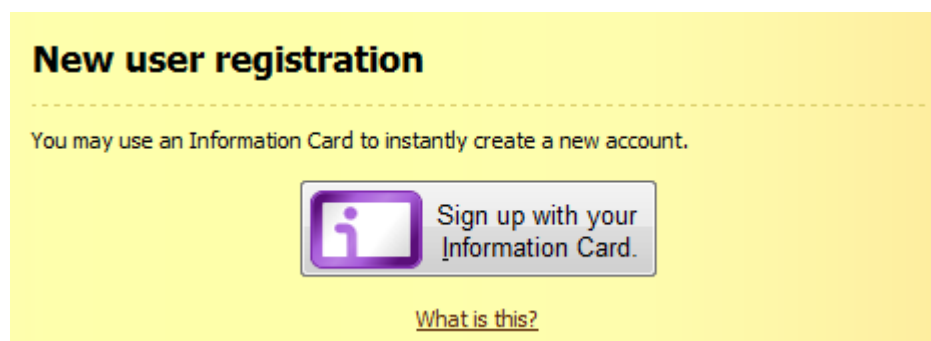 New user registration
You may use an Information Card to instantly create a new account.
Sign up with your
Information Card.
What is this?